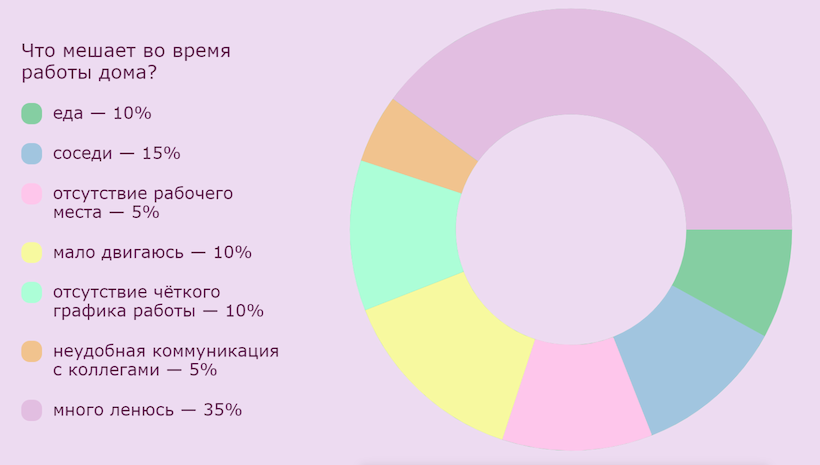 Что мешает во время
работы дома?
еда — 10%
соседи — 15%
отсутствие рабочего
места — 5%
мало двигаюсь — 10%
отсутствие чёткого
графика работы — 10%
неудобная коммуникация
с коллегами — 5%
много ленюсь — 35%